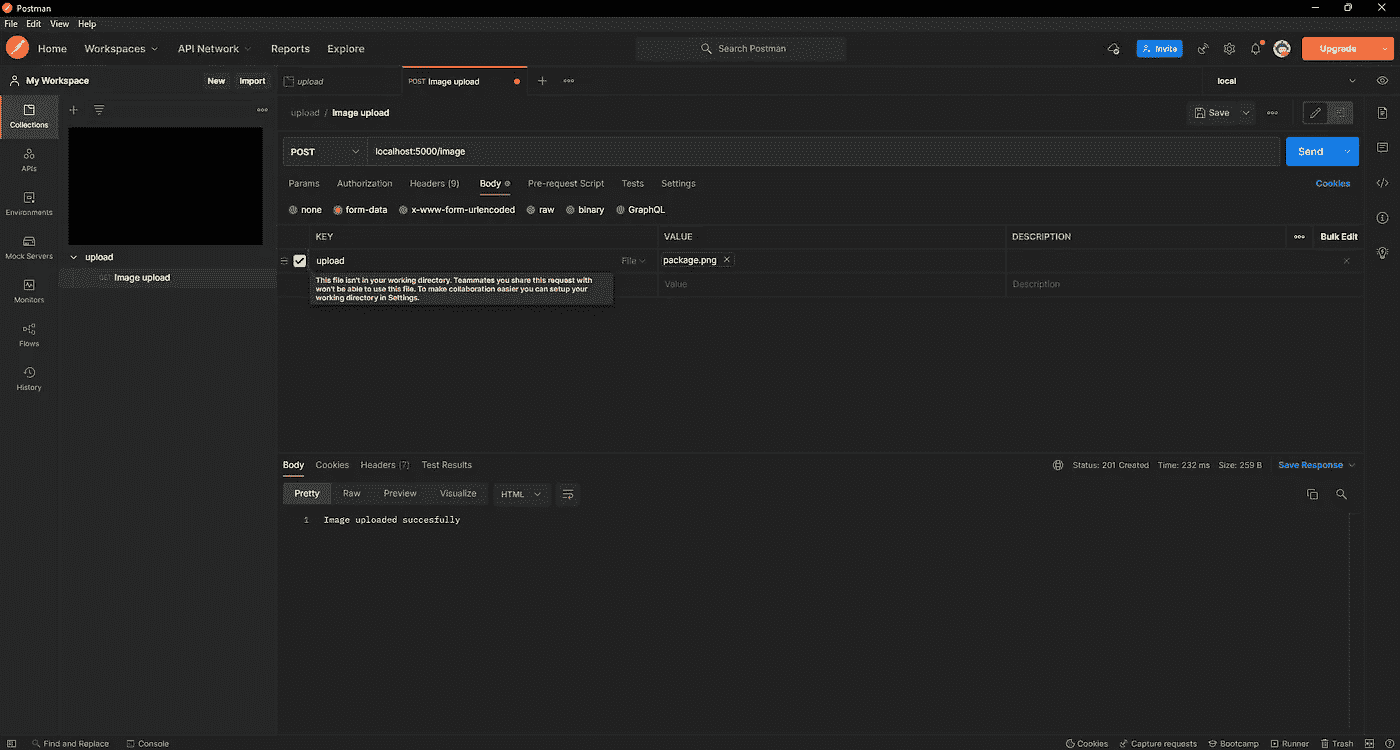 Postman
File Edit View Help
Home Workspaces API Network Reports Explore Search Postman Invite Upgrade
My Workspace New Import upload POST Image upload local
upload / Image upload Save
Collections
APIs
Environments
Mock Servers
Monitors
Flows
History
upload
GET Image upload
POST localhost:5000/image Send
Params Authorization Headers (9) Body Pre-request Script Tests Settings Cookies
none form-data x-www-form-urlencoded raw binary GraphQL
KEY VALUE DESCRIPTION Bulk Edit
upload File package.png
This file isn't in your working directory. Teammates you share this request with
won't be able to use this file. To make collaboration easier you can setup your
working directory in Settings.
Value Description
Body Cookies Headers (7) Test Results Status: 201 Created Time: 232 ms Size: 259 B Save Response
Pretty Raw Preview Visualize HTML
1 Image uploaded succesfully
Find and Replace Console Cookies Capture requests Bootcamp Runner Trash